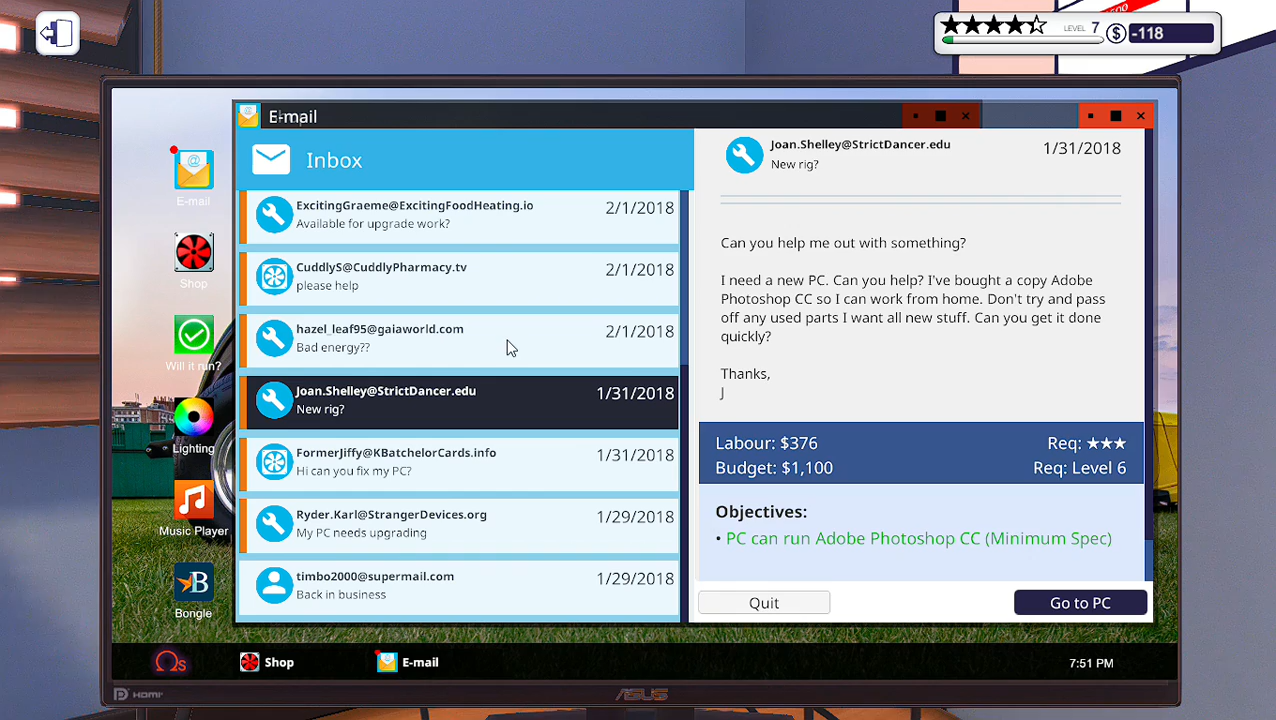 ★★★★☆ LEVEL 7 $ -118
E-mail
Inbox
ExcitingGraeme@ExcitingFoodHeating.io 2/1/2018
Available for upgrade work?
CuddlyS@CuddlyPharmacy.tv 2/1/2018
please help
hazel_leaf95@gaiaworld.com 2/1/2018
Bad energy??
Joan.Shelley@StrictDancer.edu 1/31/2018
New rig?
FormerJiffy@KBatchelorCards.info 1/31/2018
Hi can you fix my PC?
Ryder.Karl@StrangerDevices.org 1/29/2018
My PC needs upgrading
timbo2000@supermail.com 1/29/2018
Back in business
Joan.Shelley@StrictDancer.edu 1/31/2018
New rig?
Can you help me out with something?
I need a new PC. Can you help? I've bought a copy Adobe
Photoshop CC so I can work from home. Don't try and pass
off any used parts I want all new stuff. Can you get it done
quickly?
Thanks,
J
Labour: $376 Req: ★★★
Budget: $1,100 Req: Level 6
Objectives:
• PC can run Adobe Photoshop CC (Minimum Spec)
Quit Go to PC
E-mail
Shop
Will it run?
Lighting
Music Player
B
Bongle
Ωs Shop E-mail 7:51 PM
HDMI ASUS